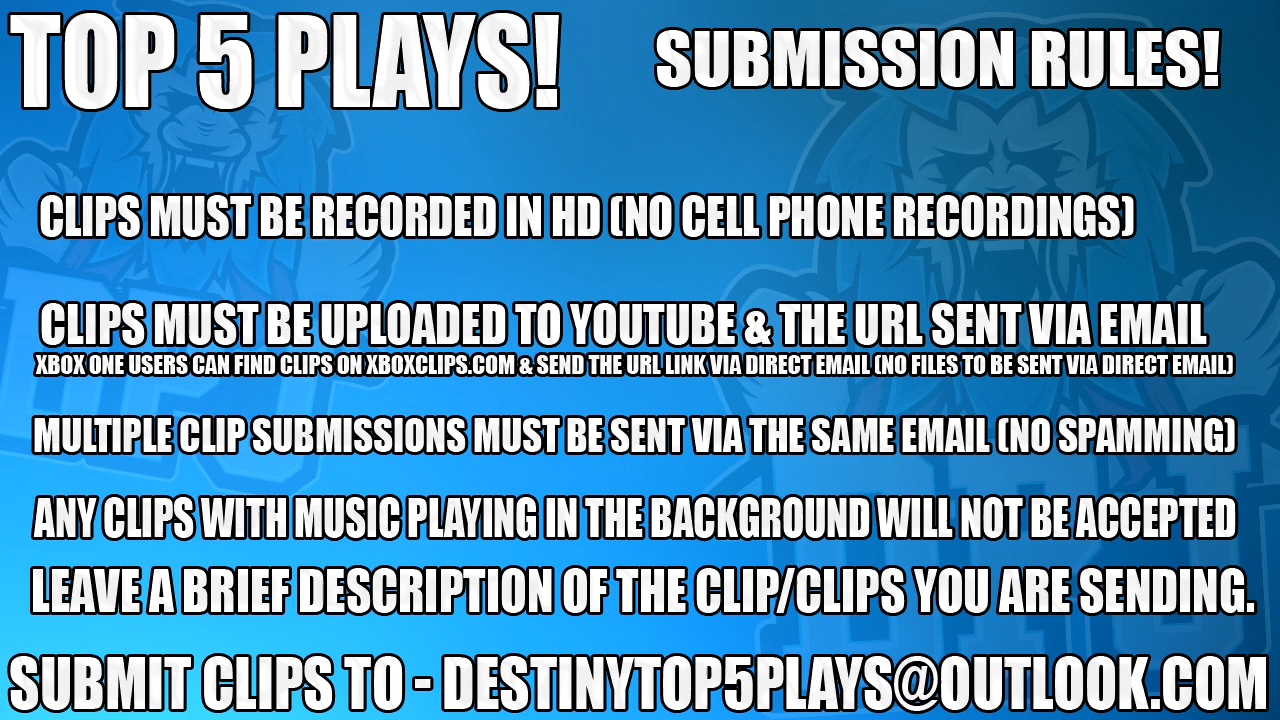 TOP 5 PLAYS!
SUBMISSION RULES!
CLIPS MUST BE RECORDED IN HD (NO CELL PHONE RECORDINGS)
CLIPS MUST BE UPLOADED TO YOUTUBE & THE URL SENT VIA EMAIL
XBOX ONE USERS CAN FIND CLIPS ON XBOXCLIPS.COM & SEND THE URL LINK VIA DIRECT EMAIL (NO FILES TO BE SENT VIA DIRECT EMAIL)
MULTIPLE CLIP SUBMISSIONS MUST BE SENT VIA THE SAME EMAIL (NO SPAMMING)
ANY CLIPS WITH MUSIC PLAYING IN THE BACKGROUND WILL NOT BE ACCEPTED
LEAVE A BRIEF DESCRIPTION OF THE CLIP/CLIPS YOU ARE SENDING.
SUBMIT CLIPS TO - DESTINYTOP5PLAYS@OUTLOOK.COM